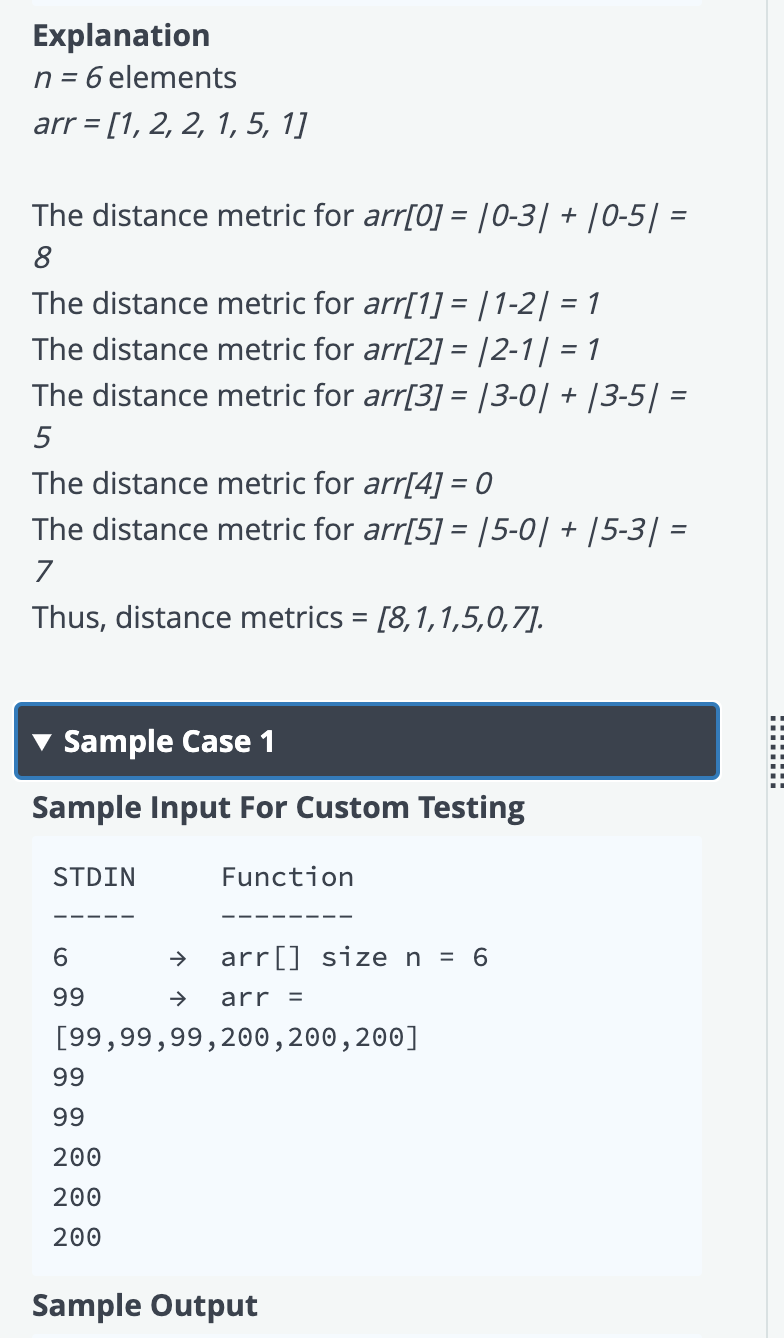 Explanation
n = 6 elements
arr = [1, 2, 2, 1, 5, 1]
The distance metric for arr[0] = |0-3| + |0-5| =
8
The distance metric for arr[1] = |1-2| = 1
The distance metric for arr[2] = |2-1| = 1
The distance metric for arr[3] = |3-0| + |3-5| =
5
The distance metric for arr[4] = 0
The distance metric for arr[5] = |5-0| + |5-3| =
7
Thus, distance metrics = [8,1,1,5,0,7].
▼ Sample Case 1
Sample Input For Custom Testing
STDIN Function
----- --------
6 → arr[] size n = 6
99 → arr =
[99,99,99,200,200,200]
99
99
200
200
200
Sample Output